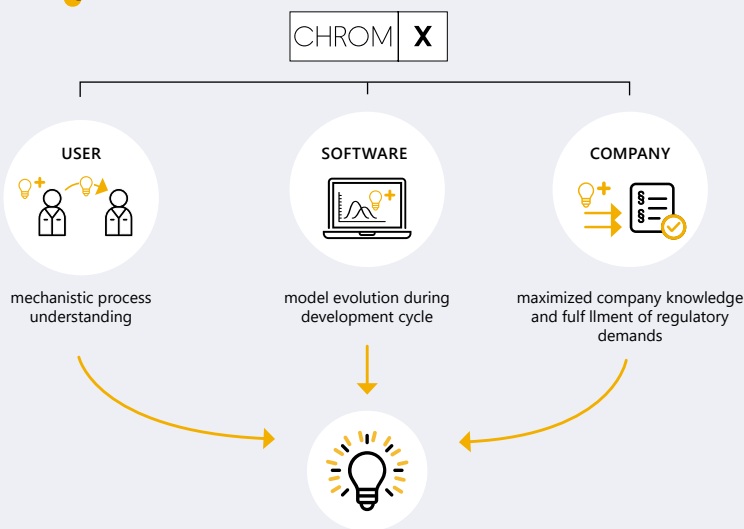 CHROM X
USER
SOFTWARE
COMPANY
§
§
mechanistic process
understanding
model evolution during
development cycle
maximized company knowledge
and fulf llment of regulatory
demands